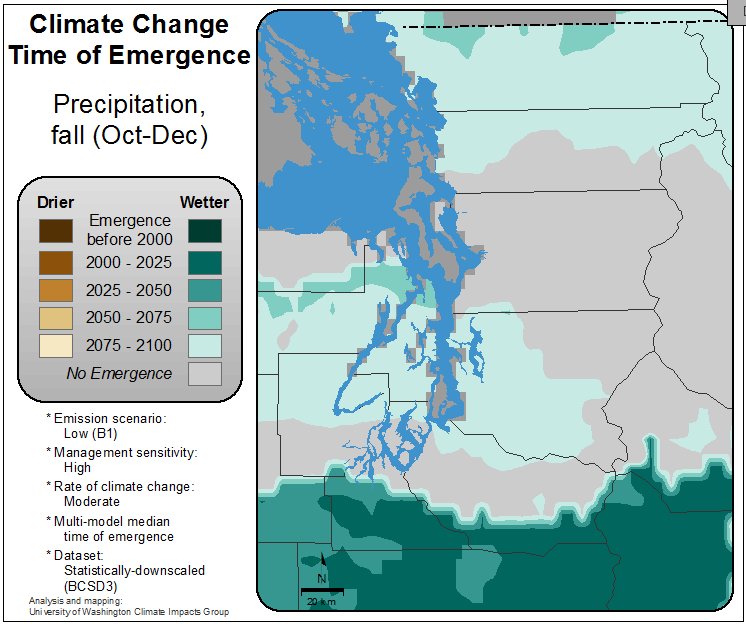 Climate Change
Time of Emergence
Precipitation,
fall (Oct-Dec)
Drier Wetter
Emergence
before 2000
2000 - 2025
2025 - 2050
2050 - 2075
2075 - 2100
No Emergence
* Emission scenario:
Low (B1)
* Management sensitivity:
High
* Rate of climate change:
Moderate
* Multi-model median
time of emergence
* Dataset:
Statistically-downscaled
(BCSD3)
Analysis and mapping:
University of Washington Climate Impacts Group
N
20 km